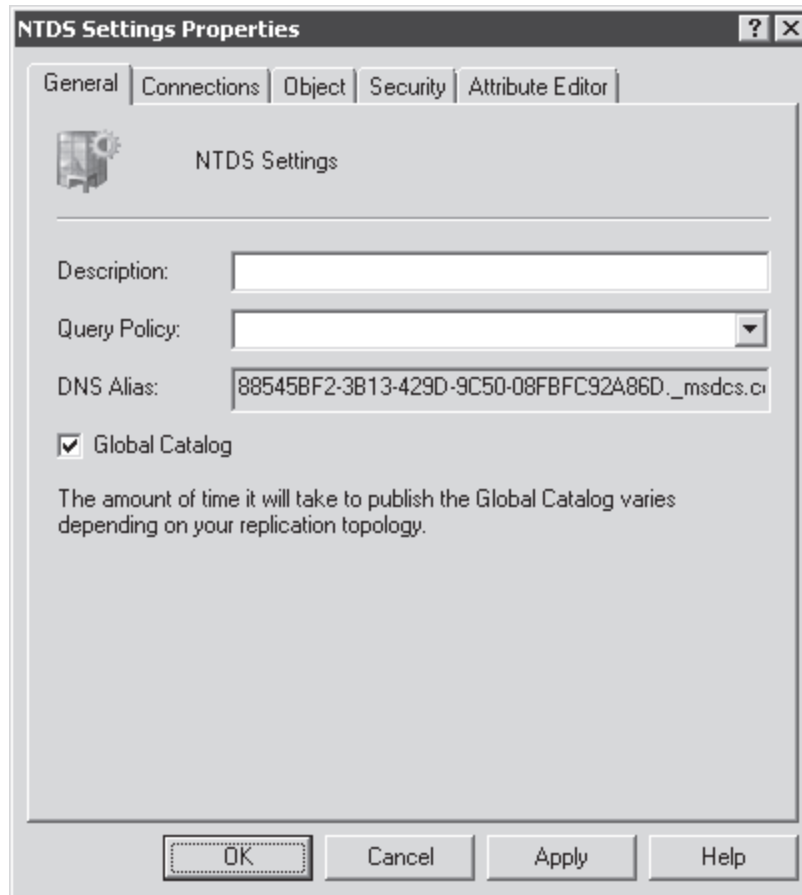 NTDS Settings Properties
General Connections Object Security Attribute Editor
NTDS Settings
Description:
Query Policy:
DNS Alias: 88545BF2-3B13-429D-9C50-08FBFC92A86D._msdcs.c
Global Catalog
The amount of time it will take to publish the Global Catalog varies
depending on your replication topology.
OK Cancel Apply Help